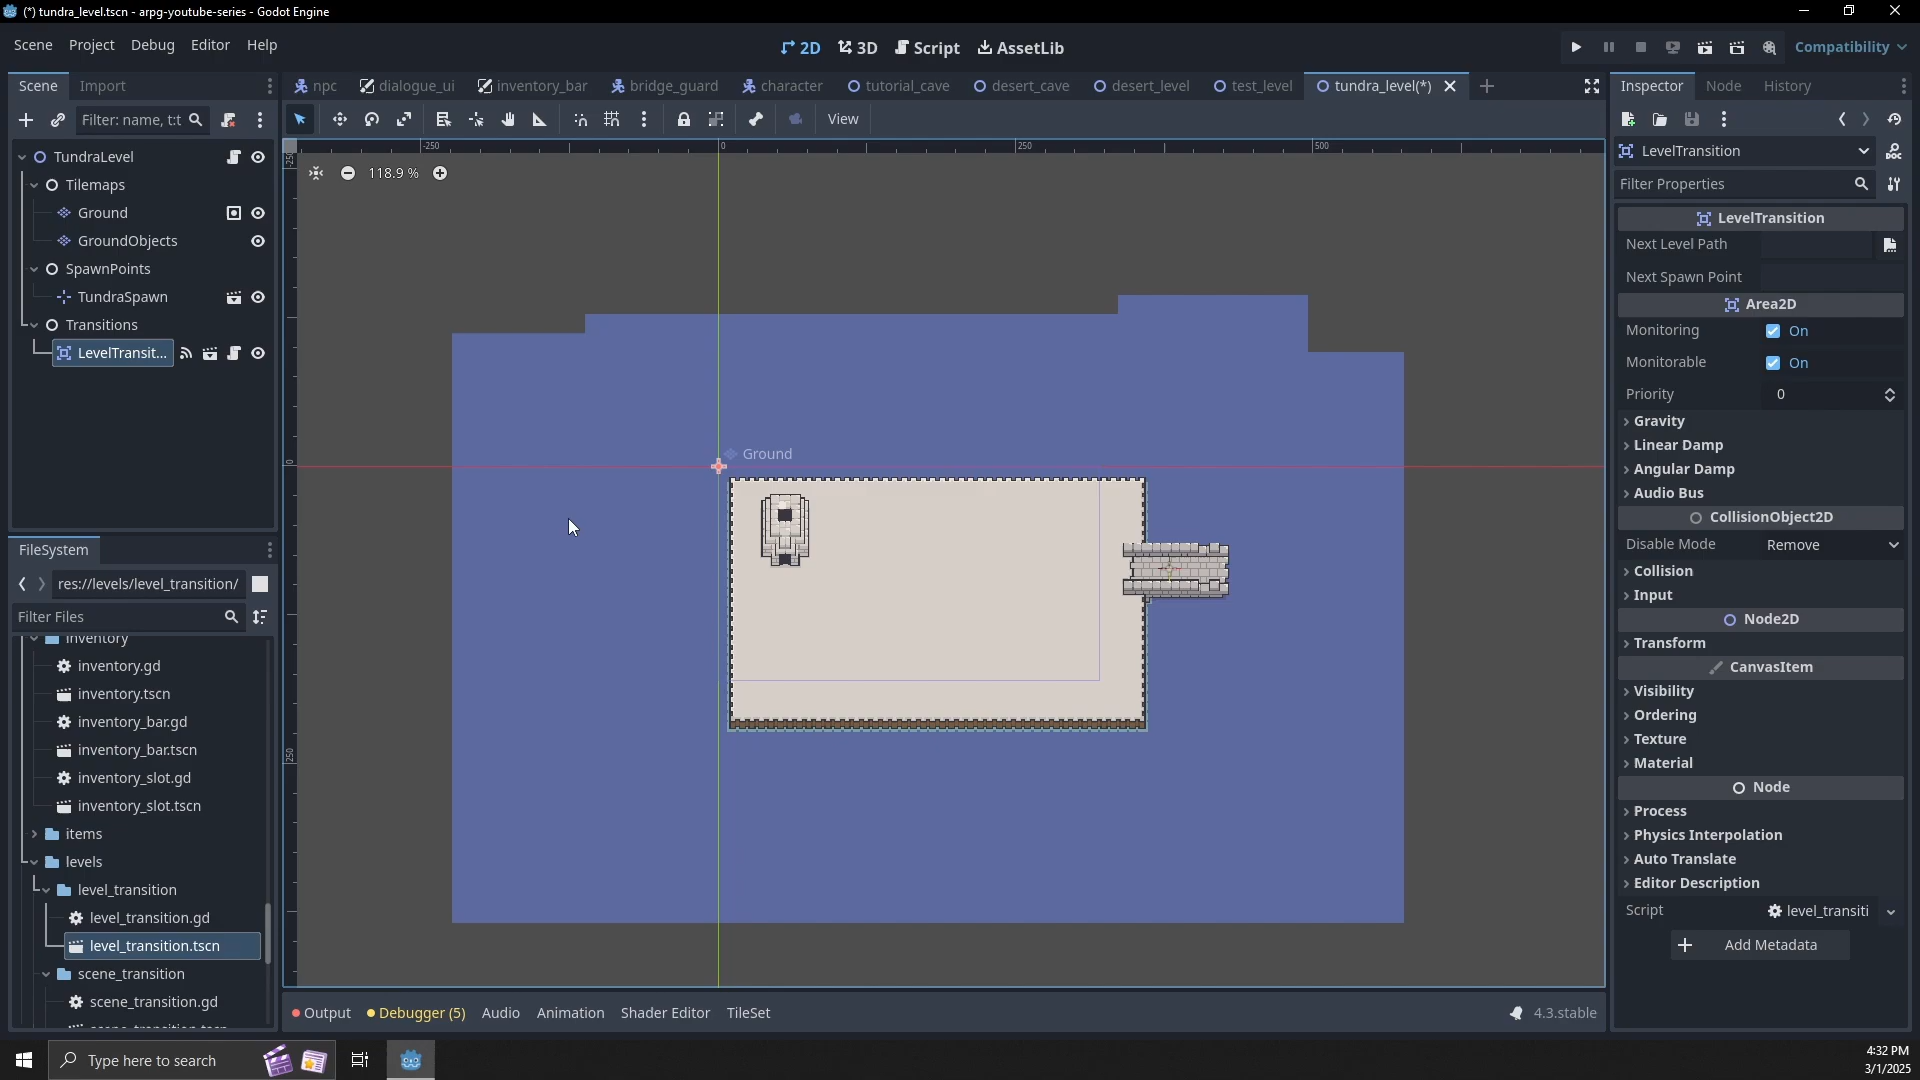 (*) tundra_level.tscn - arpg-youtube-series - Godot Engine
Scene Project Debug Editor Help
2D 3D Script AssetLib
Compatibility
Scene Import
npc dialogue_ui inventory_bar bridge_guard character tutorial_cave desert_cave desert_level test_level tundra_level(*)
Inspector Node History
Filter: name, t:t
View
TundraLevel
Tilemaps
Ground
GroundObjects
SpawnPoints
TundraSpawn
Transitions
LevelTransit...
-250 0 250 500
118.9 %
-250
0
250
Ground
LevelTransition
Filter Properties
LevelTransition
Next Level Path
Next Spawn Point
Area2D
Monitoring On
Monitorable On
Priority 0
Gravity
Linear Damp
Angular Damp
Audio Bus
CollisionObject2D
Disable Mode Remove
Collision
Input
Node2D
Transform
CanvasItem
Visibility
Ordering
Texture
Material
Node
Process
Physics Interpolation
Auto Translate
Editor Description
Script level_transiti
Add Metadata
FileSystem
res://levels/level_transition/
Filter Files
inventory
inventory.gd
inventory.tscn
inventory_bar.gd
inventory_bar.tscn
inventory_slot.gd
inventory_slot.tscn
items
levels
level_transition
level_transition.gd
level_transition.tscn
scene_transition
scene_transition.gd
Output Debugger (5) Audio Animation Shader Editor TileSet
4.3.stable
Type here to search
4:32 PM
3/1/2025